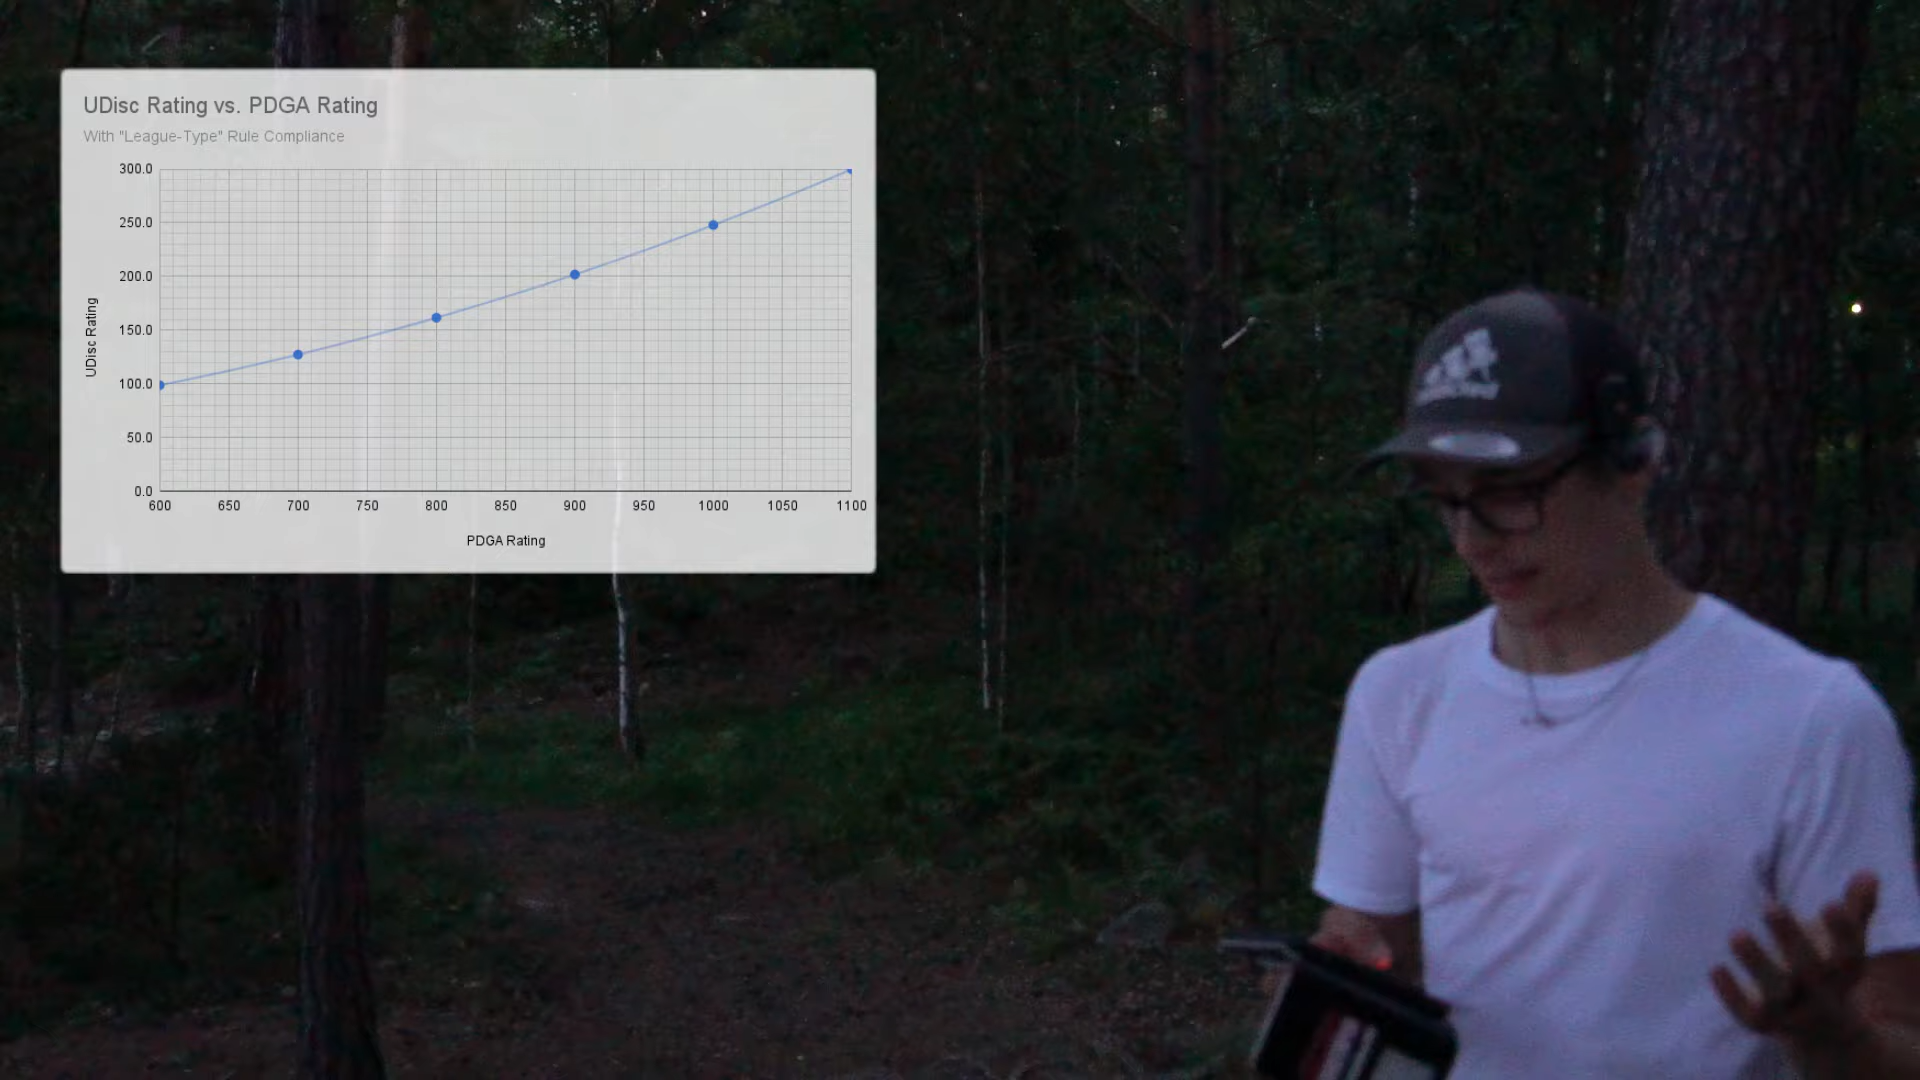 UDisc Rating vs. PDGA Rating
With "League-Type" Rule Compliance
300.0
250.0
200.0
150.0
100.0
50.0
0.0
UDisc Rating
600 650 700 750 800 850 900 950 1000 1050 1100
PDGA Rating